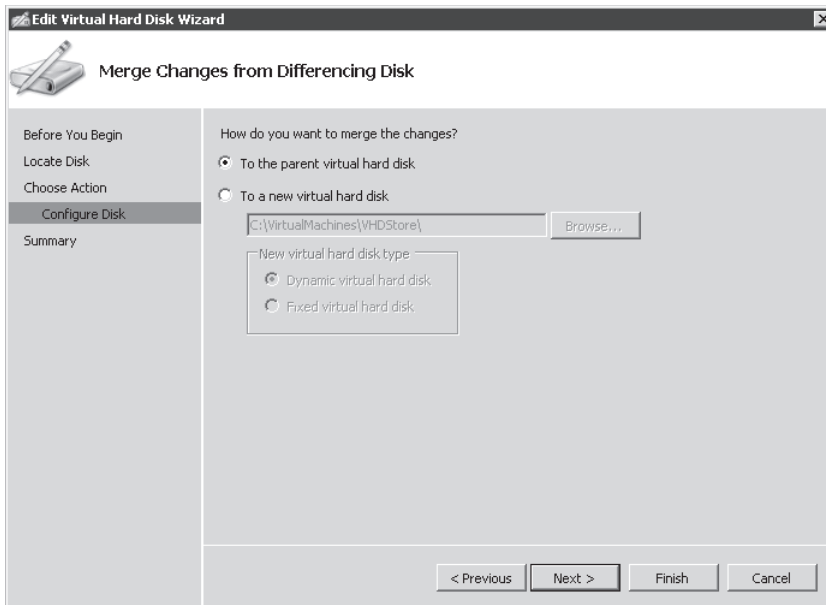 Edit Virtual Hard Disk Wizard
Merge Changes from Differencing Disk
Before You Begin
Locate Disk
Choose Action
Configure Disk
Summary
How do you want to merge the changes?
To the parent virtual hard disk
To a new virtual hard disk
C:\VirtualMachines\VHDStore\
Browse...
New virtual hard disk type
Dynamic virtual hard disk
Fixed virtual hard disk
< Previous
Next >
Finish
Cancel